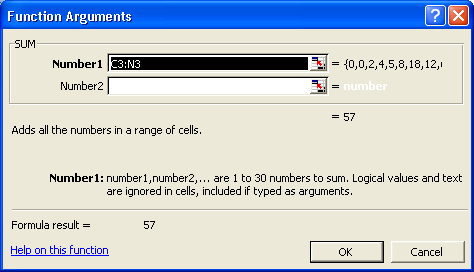 Function Arguments
SUM
Number1 C3:N3 = {0,0,2,4,5,8,18,12,
Number2 = number
= 57
Adds all the numbers in a range of cells.
Number1: number1,number2,... are 1 to 30 numbers to sum. Logical values and text
are ignored in cells, included if typed as arguments.
Formula result = 57
Help on this function OK Cancel